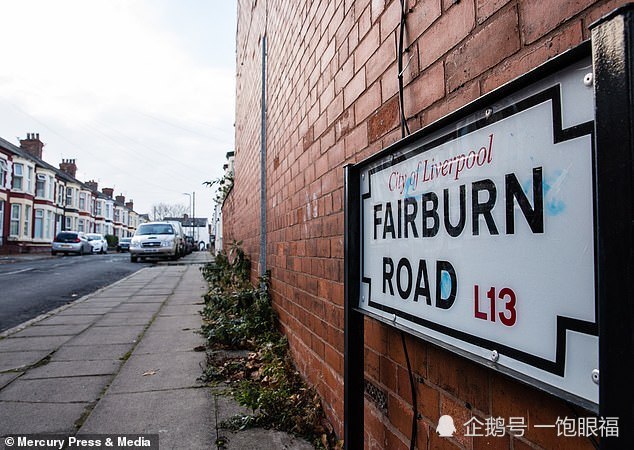 City of Liverpool
FAIRBURN
ROAD L13
© Mercury Press & Media
企鹅号 一饱眼福